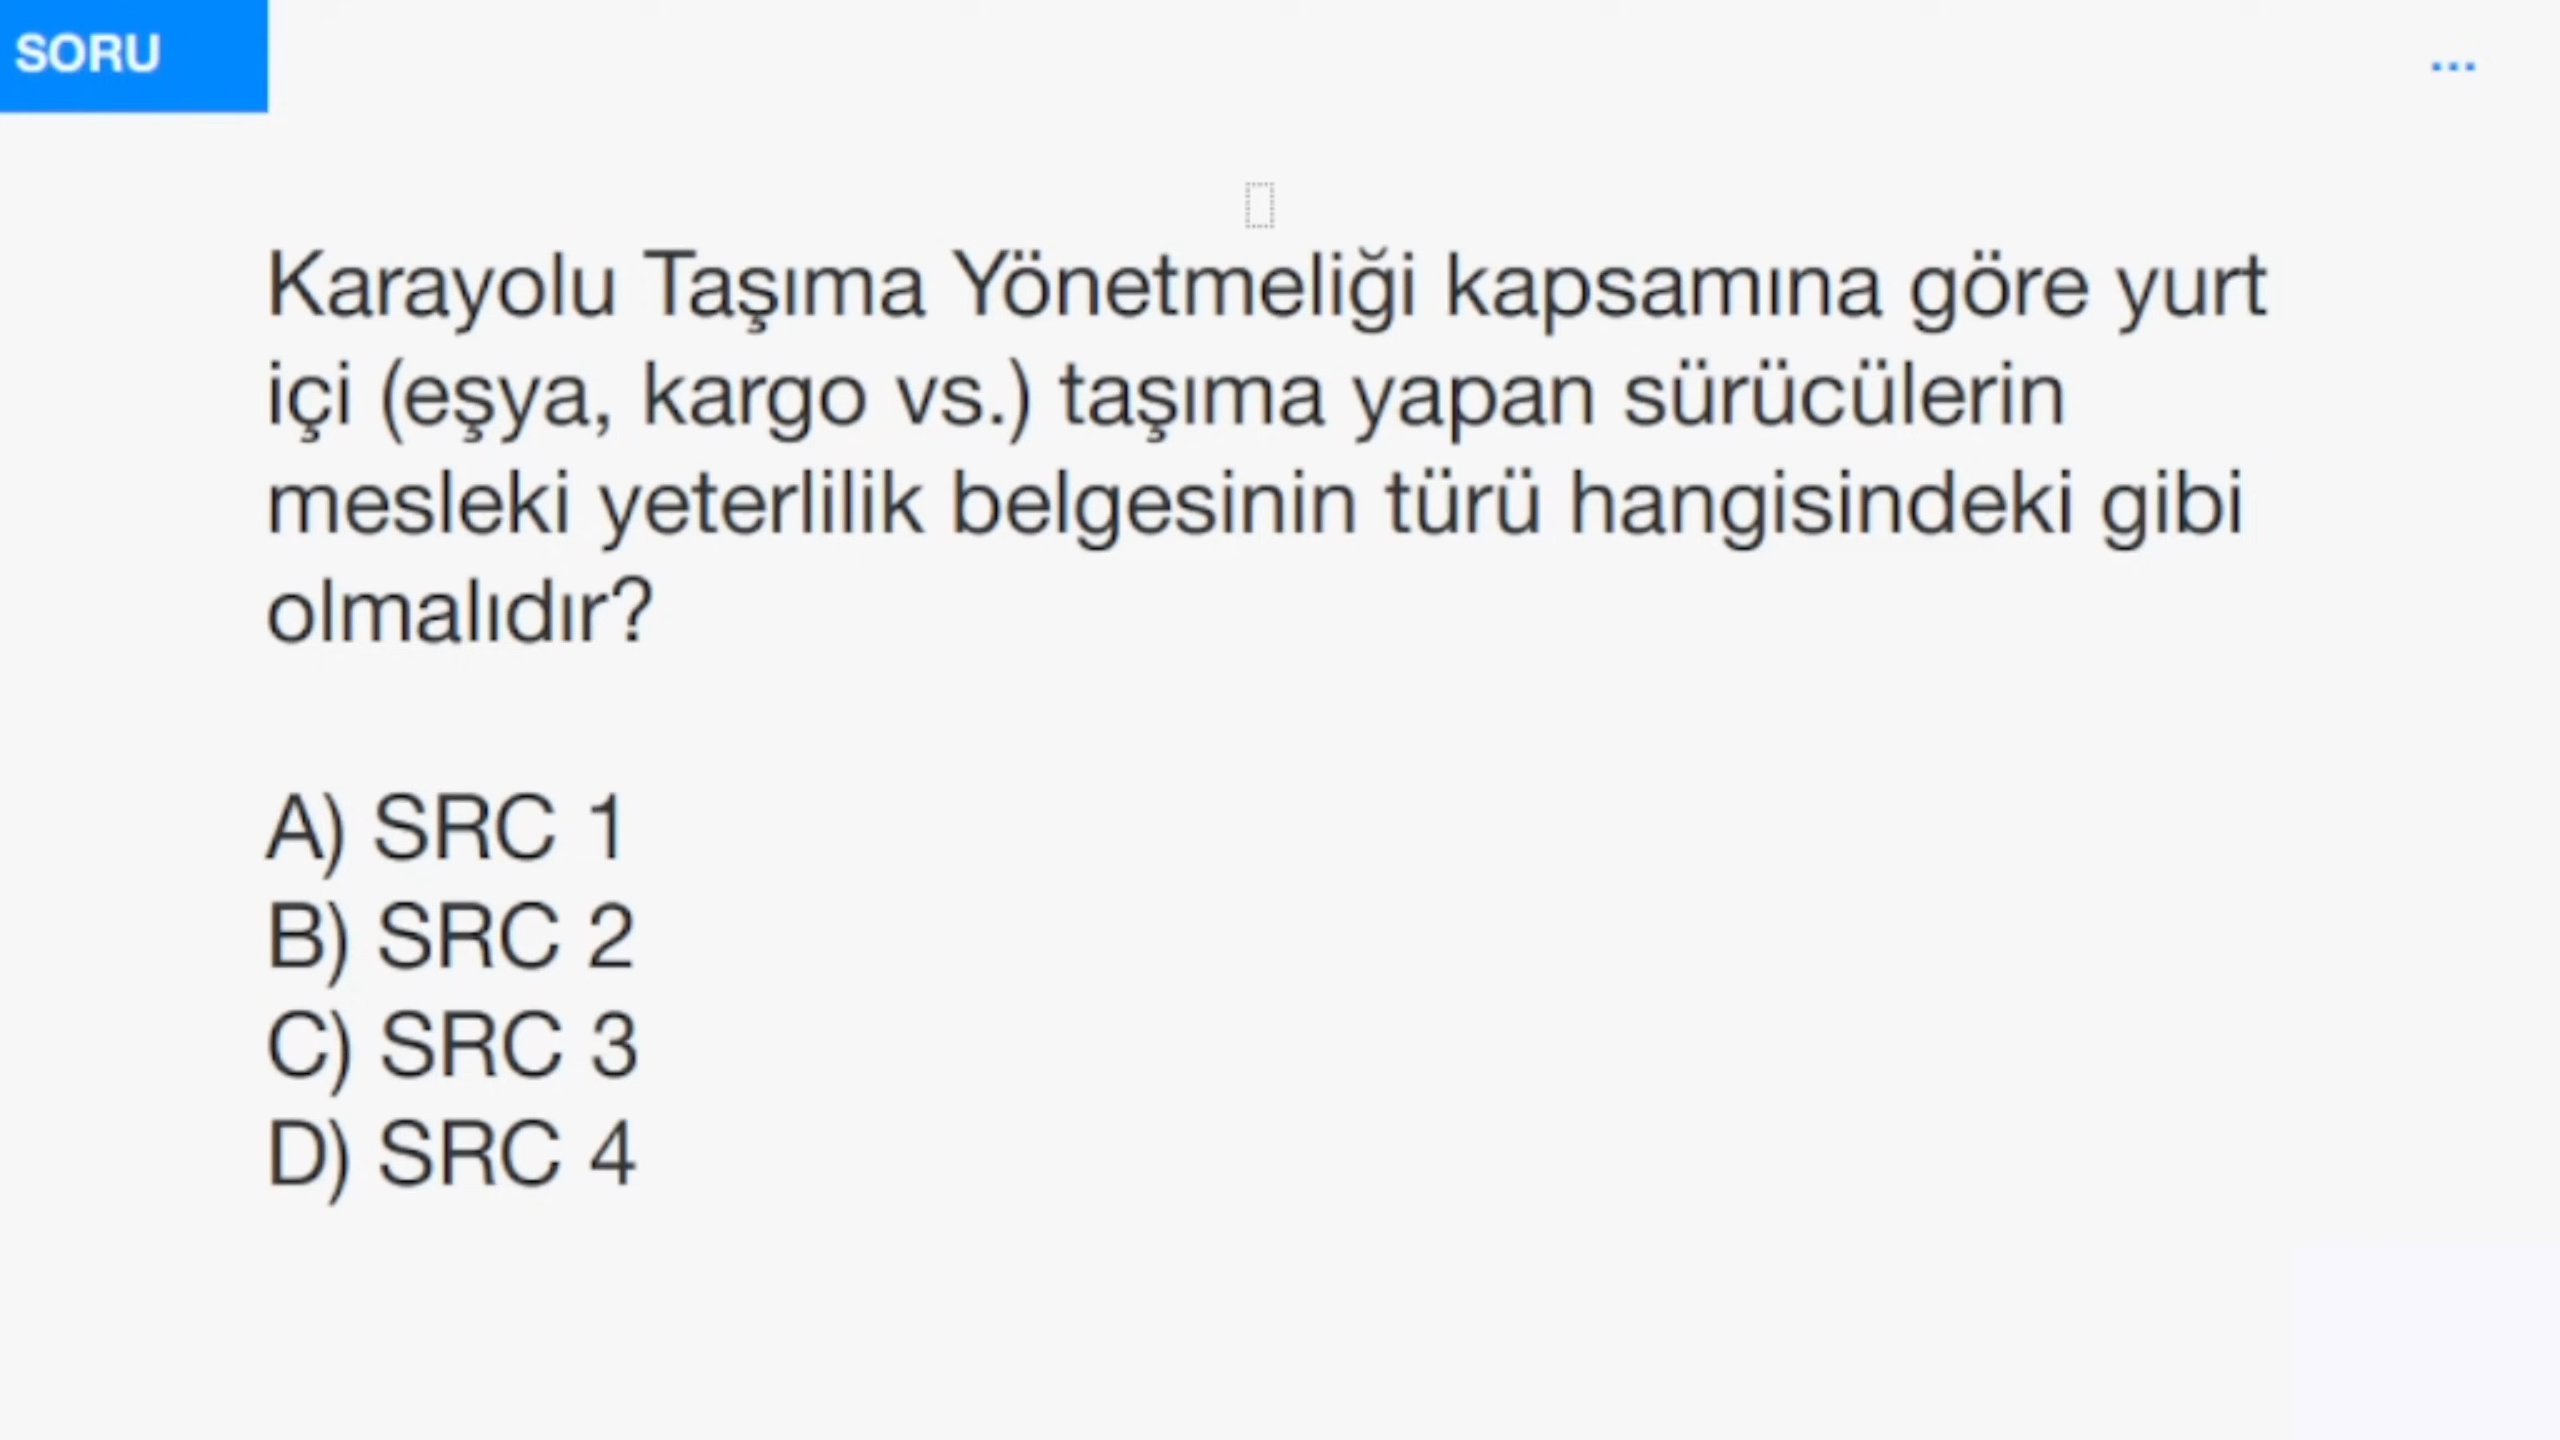 SORU
...
Karayolu Taşıma Yönetmeliği kapsamına göre yurt
içi (eşya, kargo vs.) taşıma yapan sürücülerin
mesleki yeterlilik belgesinin türü hangisindeki gibi
olmalıdır?
A) SRC 1
B) SRC 2
C) SRC 3
D) SRC 4